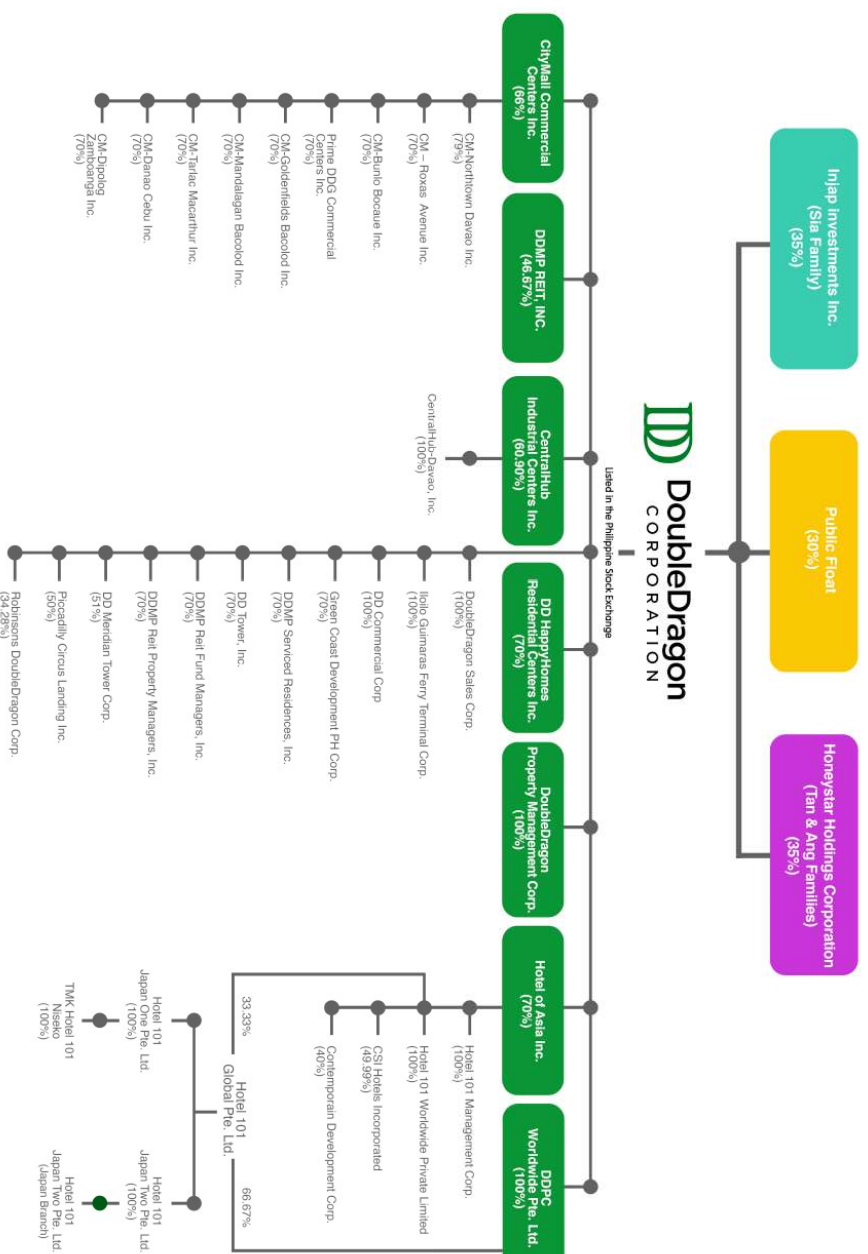 Injap investments Inc.
(Sia Family)
(35%)
Public Float
(30%)
Honeystar Holdings Corporation
(Tan & Ang Families)
(35%)
DD DoubleDragon
CORPORATION
Listed in the Philippine Stock Exchange
CityMall Commercial
Centers Inc.
(66%)
DDMP REIT, INC.
(46.67%)
CentralHub
Industrial Centers Inc.
(60.90%)
DD HappyHomes
Residential Centers Inc.
(70%)
DoubleDragon
Property Management Corp.
(100%)
Hotel of Asia Inc.
(70%)
DDPC
Worldwide Pte. Ltd.
(100%)
CM-Northtown Davao Inc.
(79%)
CM – Roxas Avenue Inc.
(70%)
CM-Bunlo Bocaue Inc.
(70%)
Prime DDG Commercial
Centers Inc.
(70%)
CM-Goldenfields Bacolod Inc.
(70%)
CM-Mandalagan Bacolod Inc.
(70%)
CM-Tarlac Macarthur Inc.
(70%)
CM-Danao Cebu Inc.
(70%)
CM-Dipolog
Zamboanga Inc.
(70%)
CentralHub-Davao, Inc.
(100%)
DoubleDragon Sales Corp.
(100%)
Iloilo Guimaras Ferry Terminal Corp.
(100%)
DD Commercial Corp
(100%)
Green Coast Development PH Corp.
(70%)
DDMP Serviced Residences, Inc.
(70%)
DD Tower, Inc.
(70%)
DDMP Reit Fund Managers, Inc.
(70%)
DDMP Reit Property Managers, Inc.
(70%)
DD Meridian Tower Corp.
(51%)
Piccadilly Circus Landing Inc.
(50%)
Robinsons DoubleDragon Corp.
(34.28%)
Hotel 101 Management Corp.
(100%)
Hotel 101 Worldwide Private Limited
(100%)
CSI Hotels Incorporated
(49.99%)
Contemporain Development Corp.
(40%)
33.33%
Hotel 101
Global Pte. Ltd.
66.67%
Hotel 101
Japan One Pte. Ltd.
(100%)
Hotel 101
Japan Two Pte. Ltd.
(100%)
TMK Hotel 101
Niseko
(100%)
Hotel 101
Japan Two Pte. Ltd.
(Japan Branch)